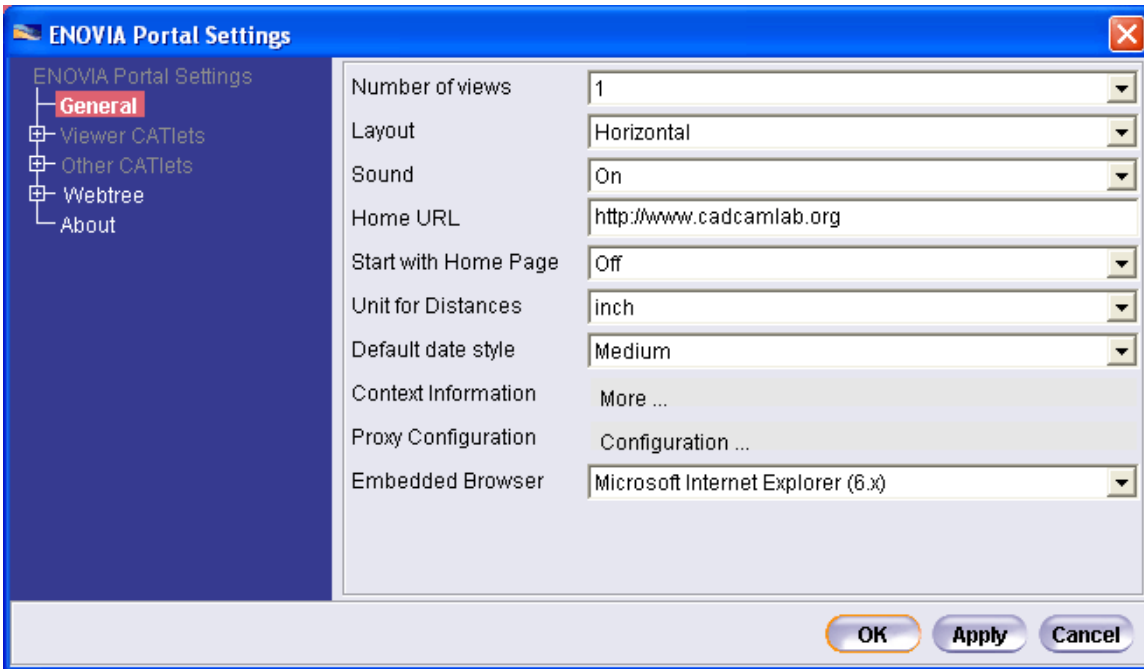 ENOVIA Portal Settings
ENOVIA Portal Settings
General
Viewer CATlets
Other CATlets
Webtree
About
Number of views 1
Layout Horizontal
Sound On
Home URL http://www.cadcamlab.org
Start with Home Page Off
Unit for Distances inch
Default date style Medium
Context Information More ...
Proxy Configuration Configuration ...
Embedded Browser Microsoft Internet Explorer (6.x)
OK Apply Cancel